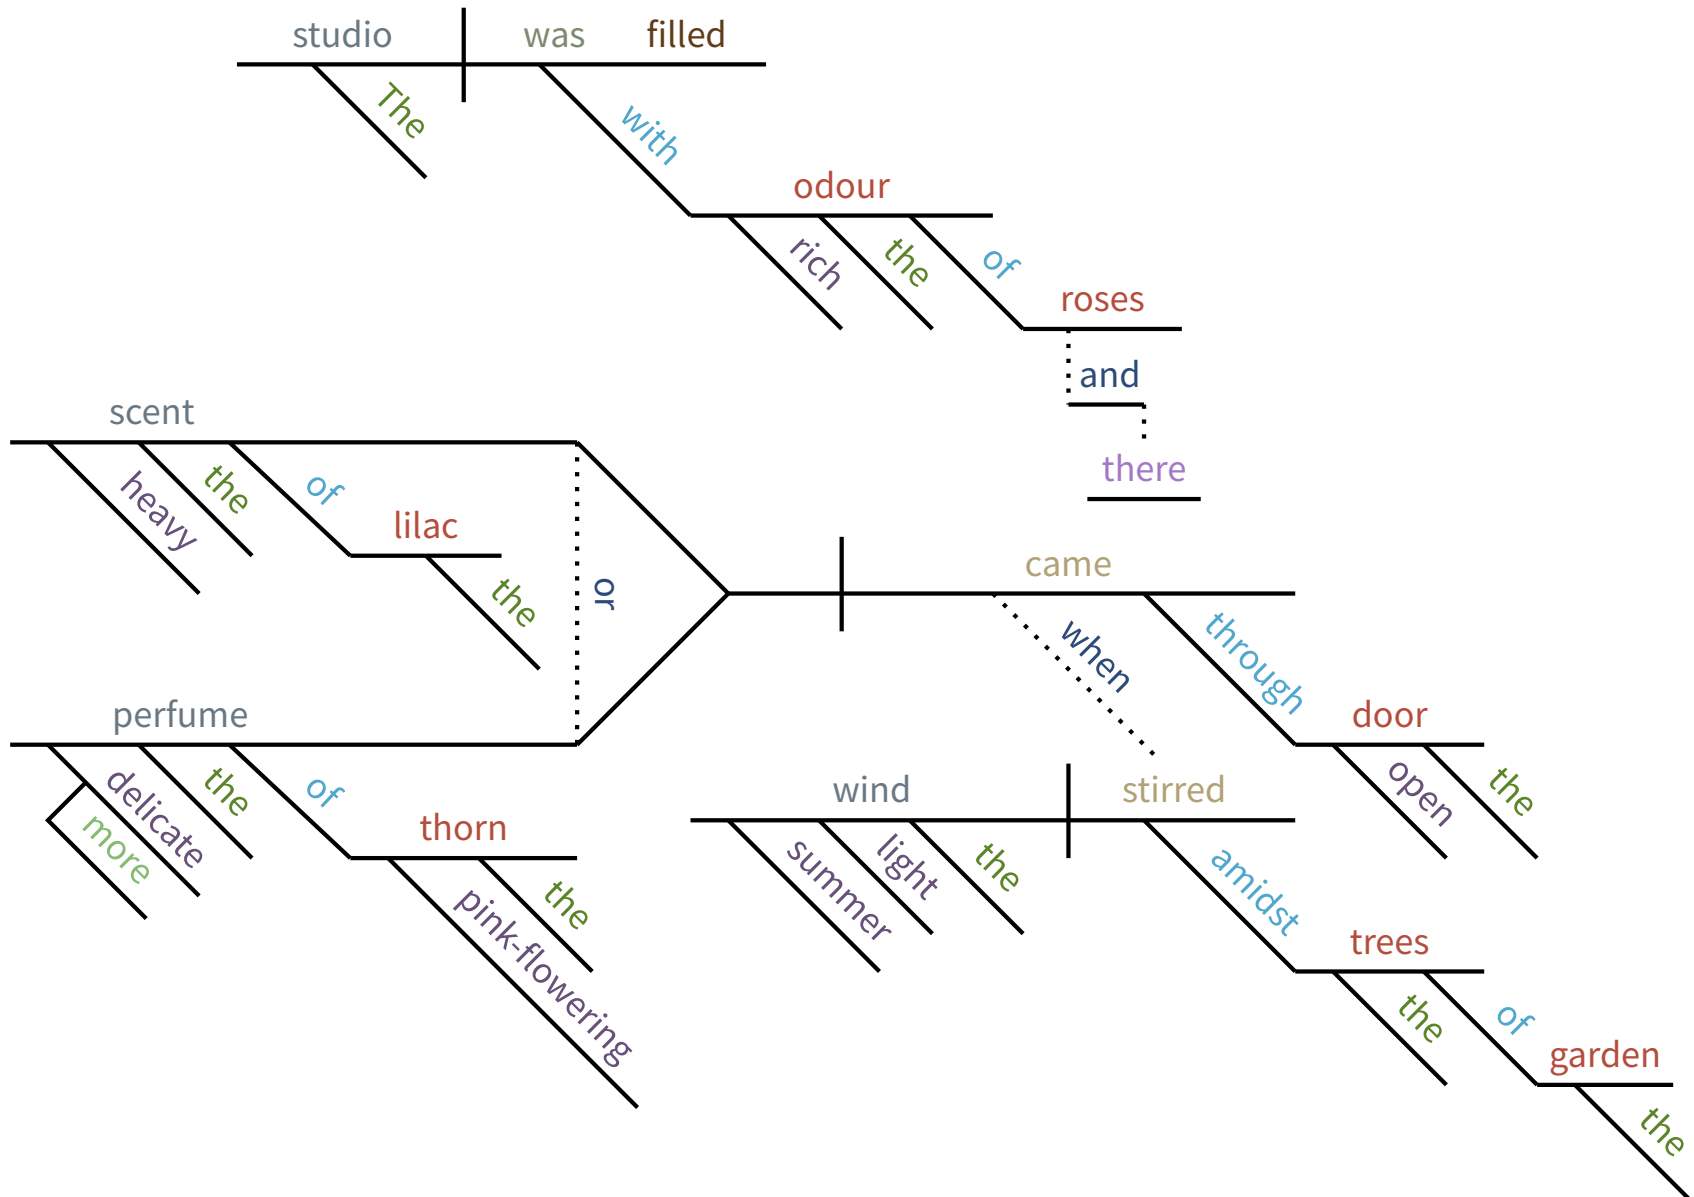 studio was filled
The
with
odour
rich the of
roses
and
scent
there
heavy the of
lilac
the
or
came
when through
perfume
door
delicate the of
more
open the
thorn
pink-flowering the
wind stirred
summer light the
amidst
trees
the of
garden
the